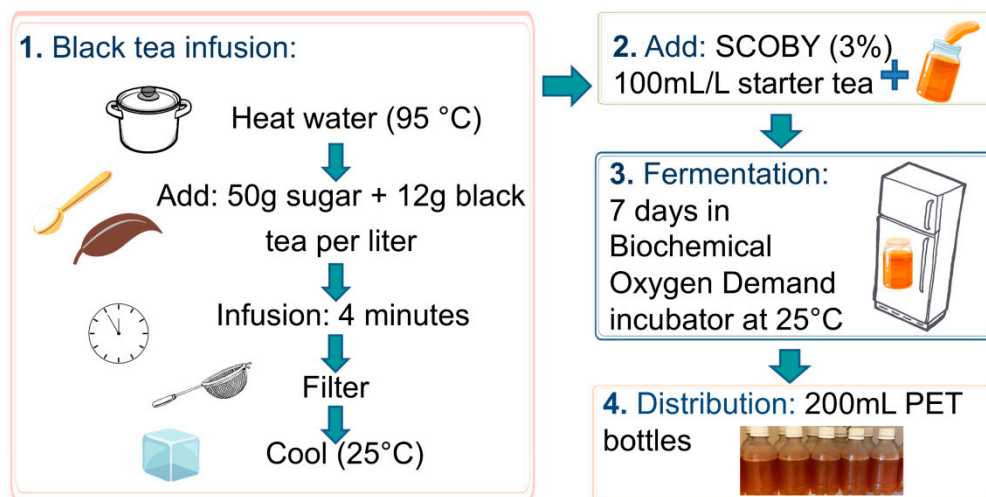 1. Black tea infusion:
Heat water (95 °C)
Add: 50g sugar + 12g black
tea per liter
Infusion: 4 minutes
Filter
Cool (25°C)
2. Add: SCOBY (3%)
100mL/L starter tea
3. Fermentation:
7 days in
Biochemical
Oxygen Demand
incubator at 25°C
4. Distribution: 200mL PET
bottles